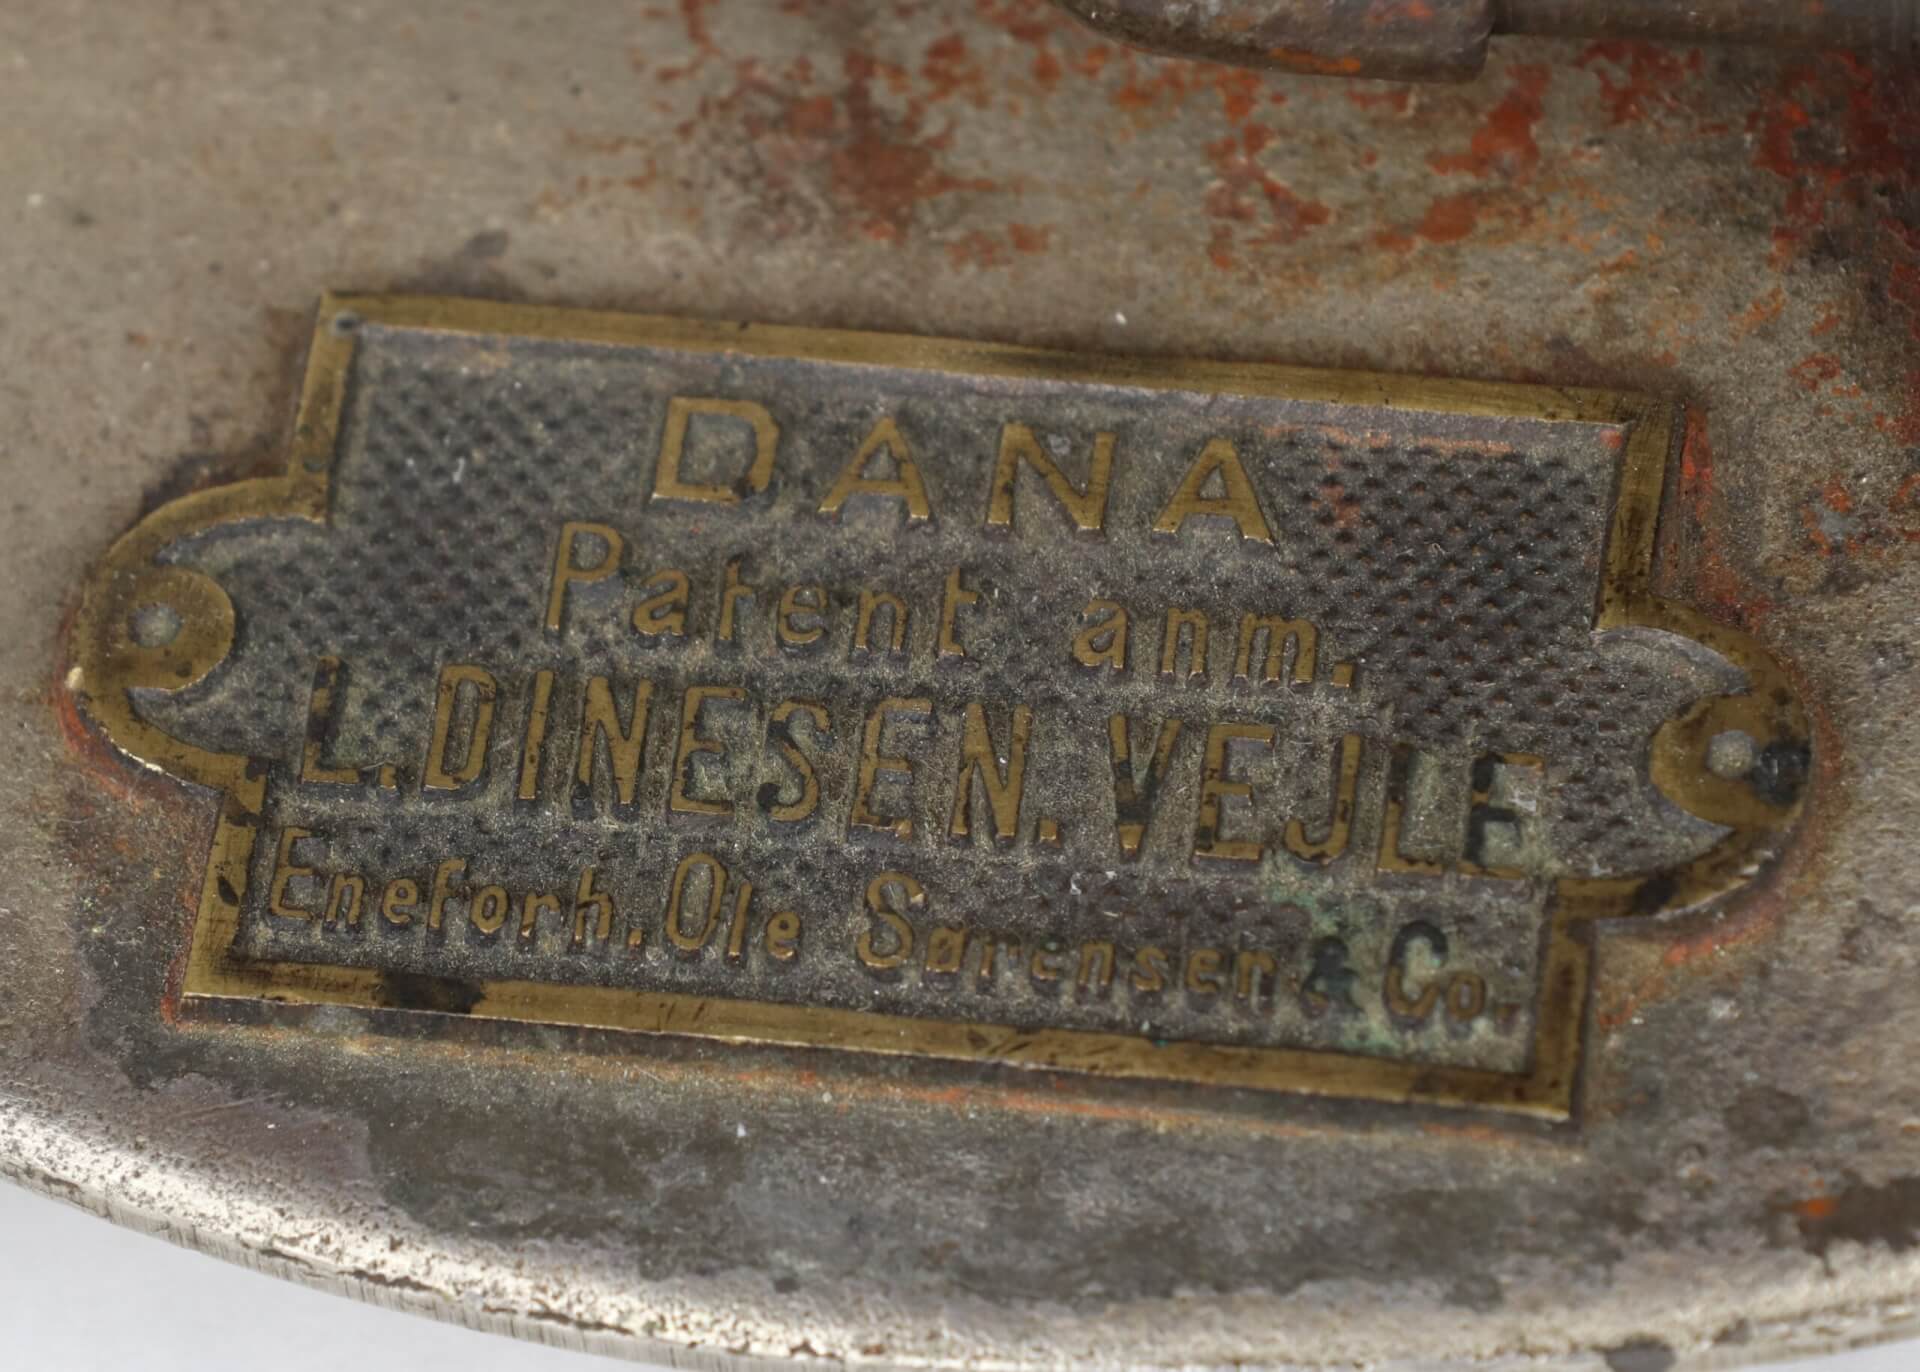 DANA
Patent anm.
L. DINESEN. VEJLE
Eneforh. Ole Sørensen & Co.